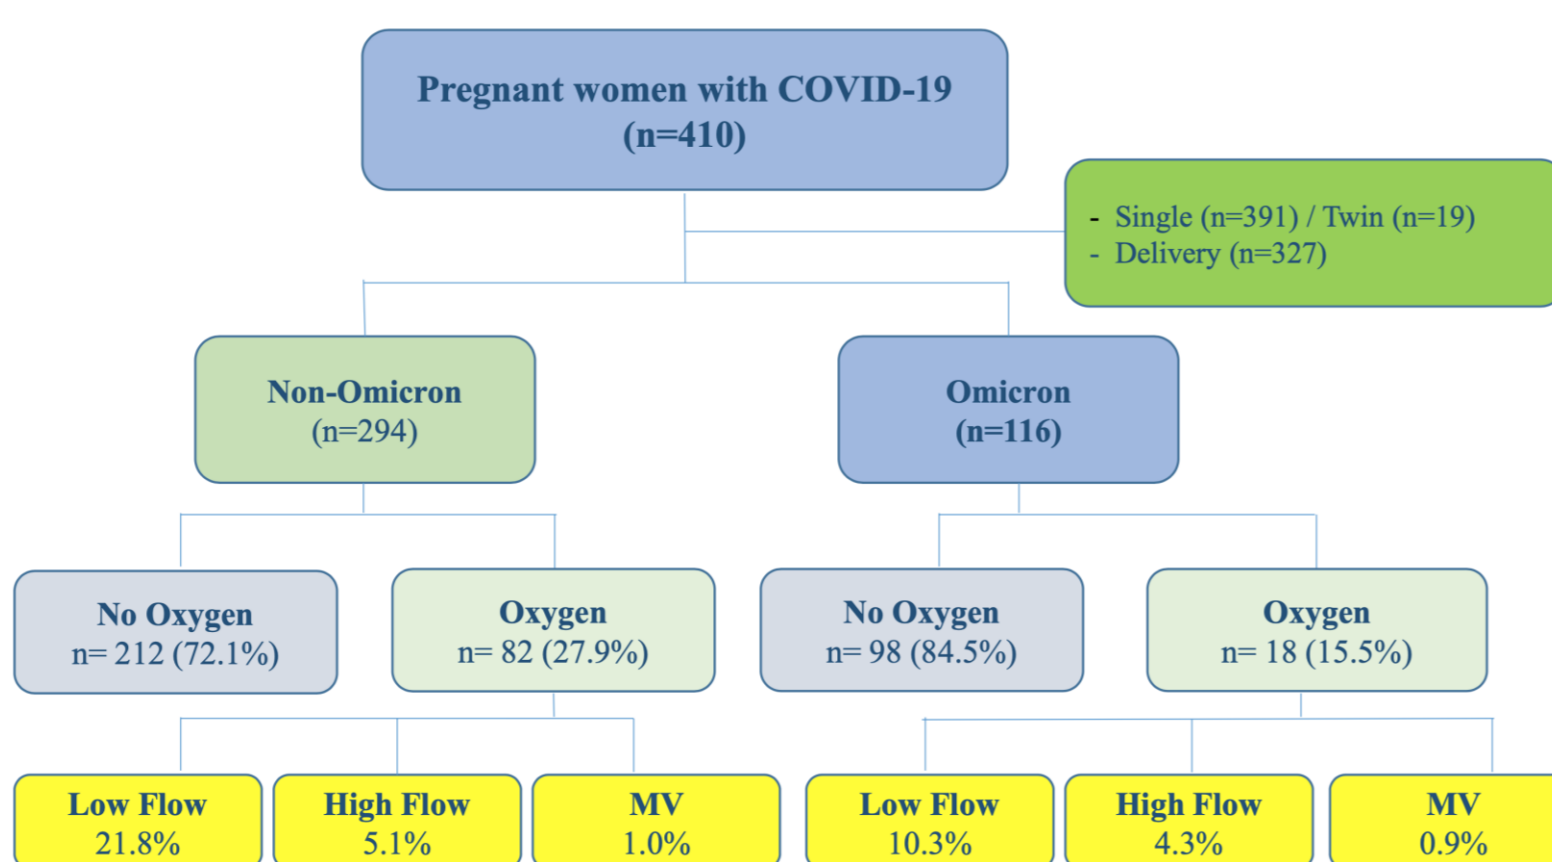 Pregnant women with COVID-19
(n=410)
- Single (n=391) / Twin (n=19)
- Delivery (n=327)
Non-Omicron
(n=294)
Omicron
(n=116)
No Oxygen
n= 212 (72.1%)
Oxygen
n= 82 (27.9%)
No Oxygen
n= 98 (84.5%)
Oxygen
n= 18 (15.5%)
Low Flow
21.8%
High Flow
5.1%
MV
1.0%
Low Flow
10.3%
High Flow
4.3%
MV
0.9%